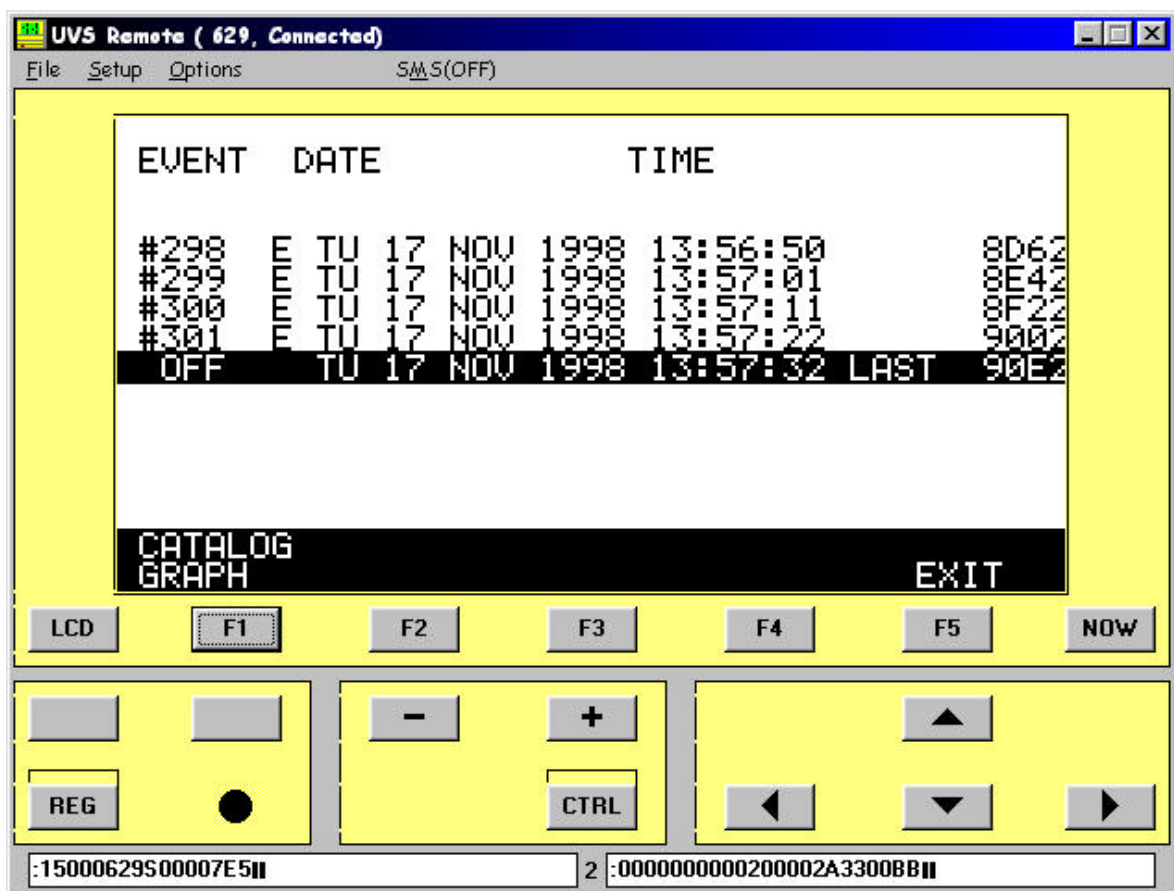 UVS Remote ( 629, Connected)
File Setup Options SMS(OFF)
EVENT DATE TIME
#298 E TU 17 NOV 1998 13:56:50 8D62
#299 E TU 17 NOV 1998 13:57:01 8E42
#300 E TU 17 NOV 1998 13:57:11 8F22
#301 E TU 17 NOV 1998 13:57:22 9002
OFF TU 17 NOV 1998 13:57:32 LAST 90E2
CATALOG
GRAPH EXIT
LCD F1 F2 F3 F4 F5 NOW
- +
REG CTRL
:15000629S00007E5 2 :0000000000200002A3300BB